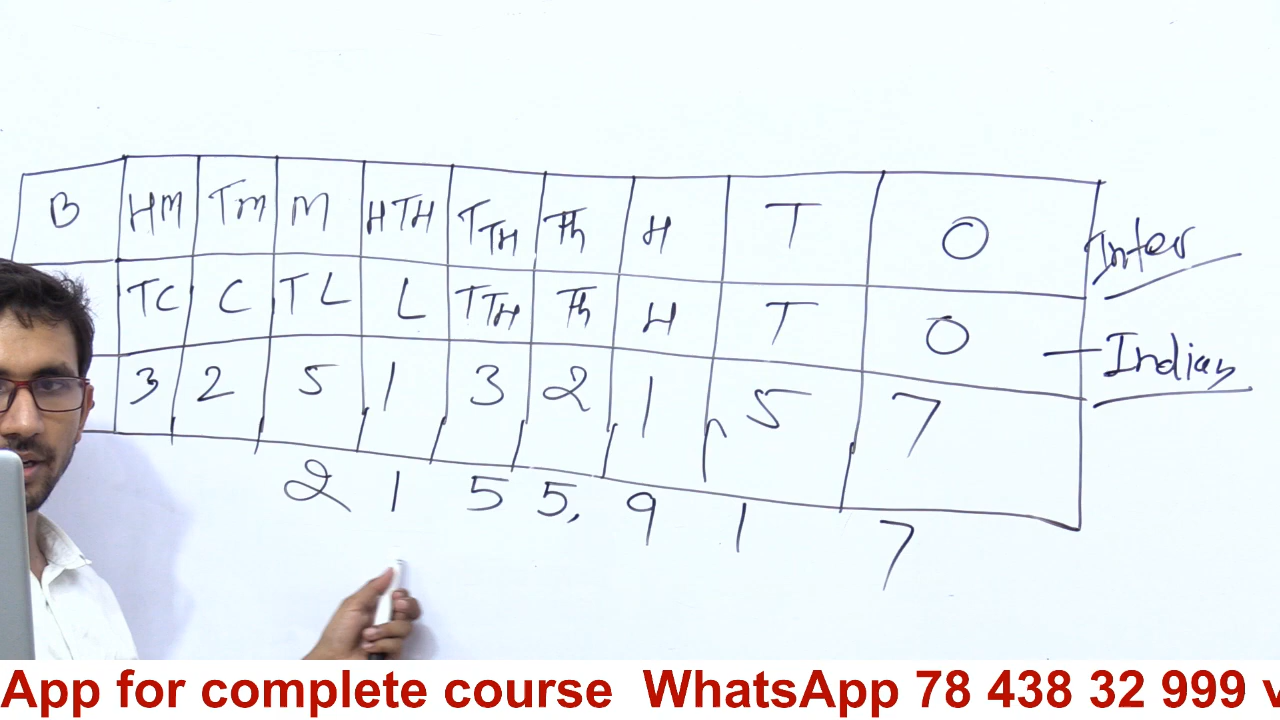 B HM TM M HTH TTH Th H T O Inter
TC C TL L TTH Th H T O - Indian
3 2 5 1 3 2 1 , 5 7
2 1 5 5, 9 1 7
App for complete course WhatsApp 78 438 32 999 v